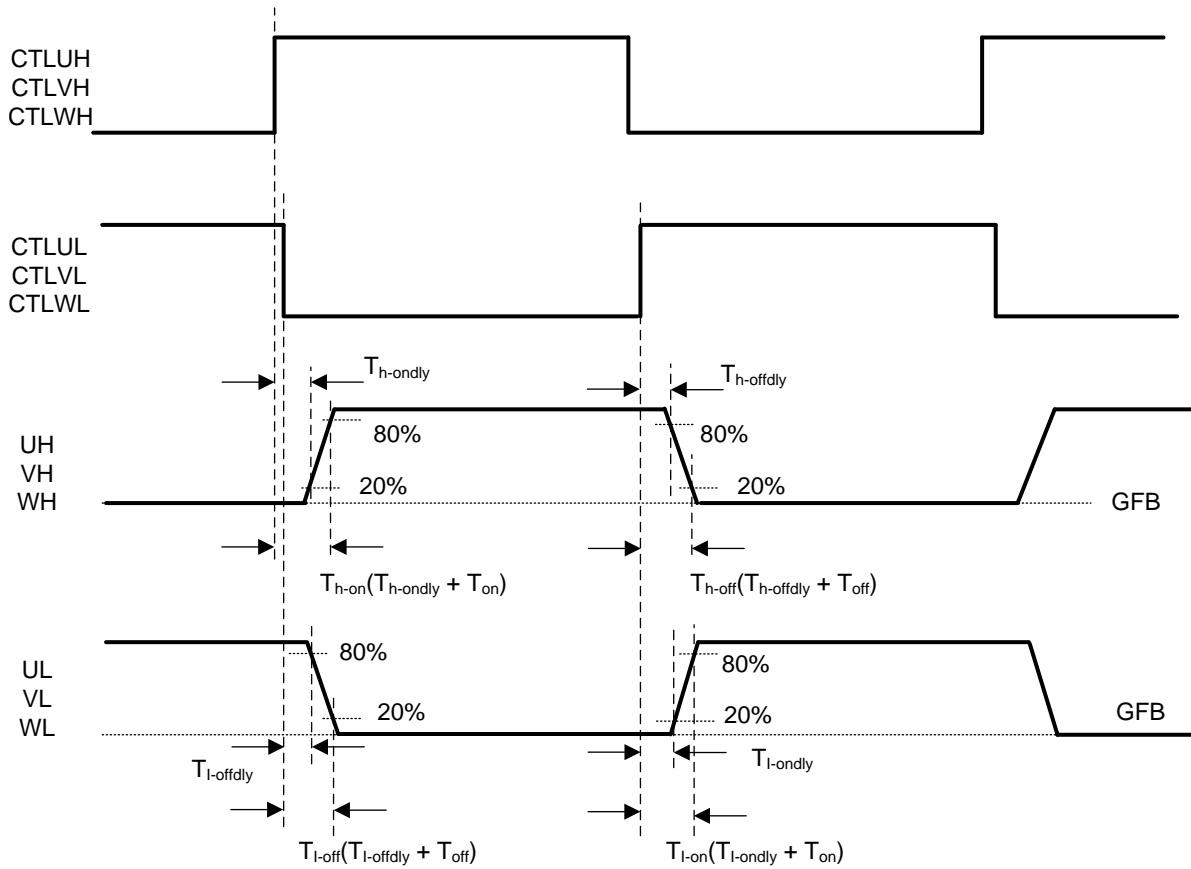 CTLUH
CTLVH
CTLWH
CTLUL
CTLVL
CTLWL
Th-ondly
Th-offdly
UH
VH
WH
80%
20%
80%
20%
GFB
Th-on(Th-ondly + Ton)
Th-off(Th-offdly + Toff)
UL
VL
WL
80%
20%
80%
20%
GFB
Tl-offdly
Tl-ondly
Tl-off(Tl-offdly + Toff)
Tl-on(Tl-ondly + Ton)